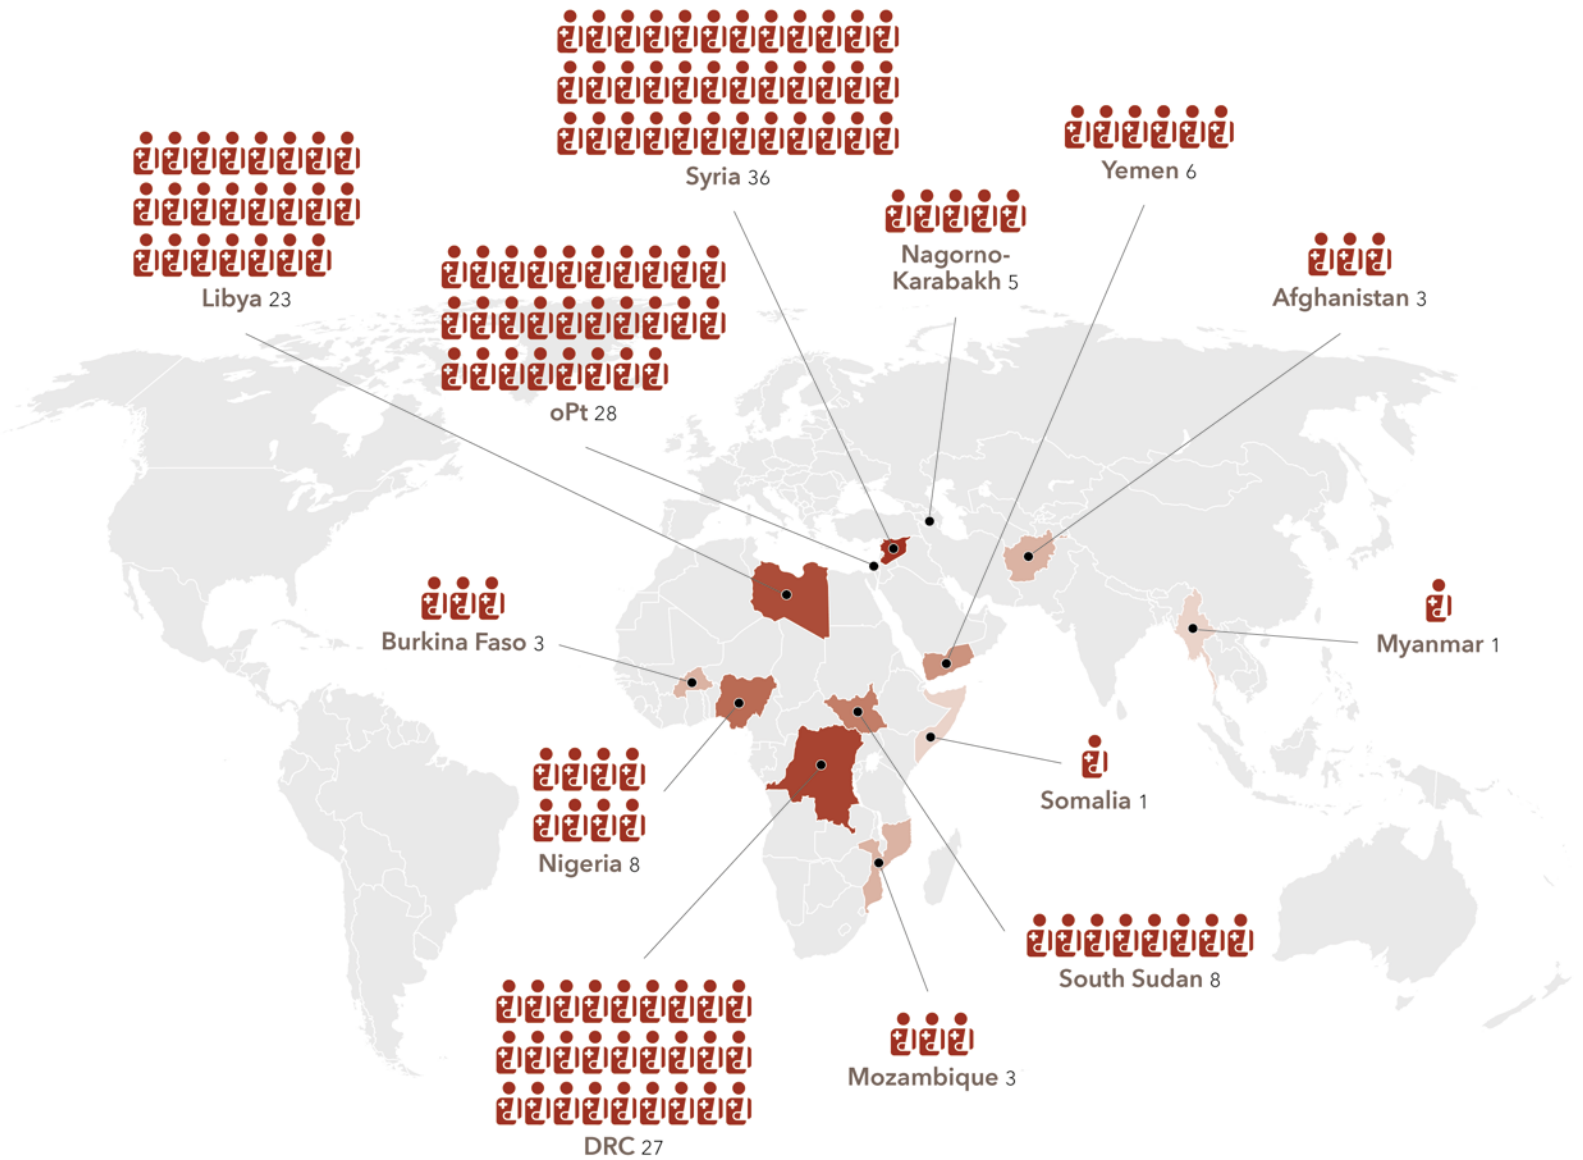 Syria 36
Yemen 6
Nagorno-
Karabakh 5
Libya 23
Afghanistan 3
oPt 28
Burkina Faso 3
Myanmar 1
Somalia 1
Nigeria 8
South Sudan 8
Mozambique 3
DRC 27